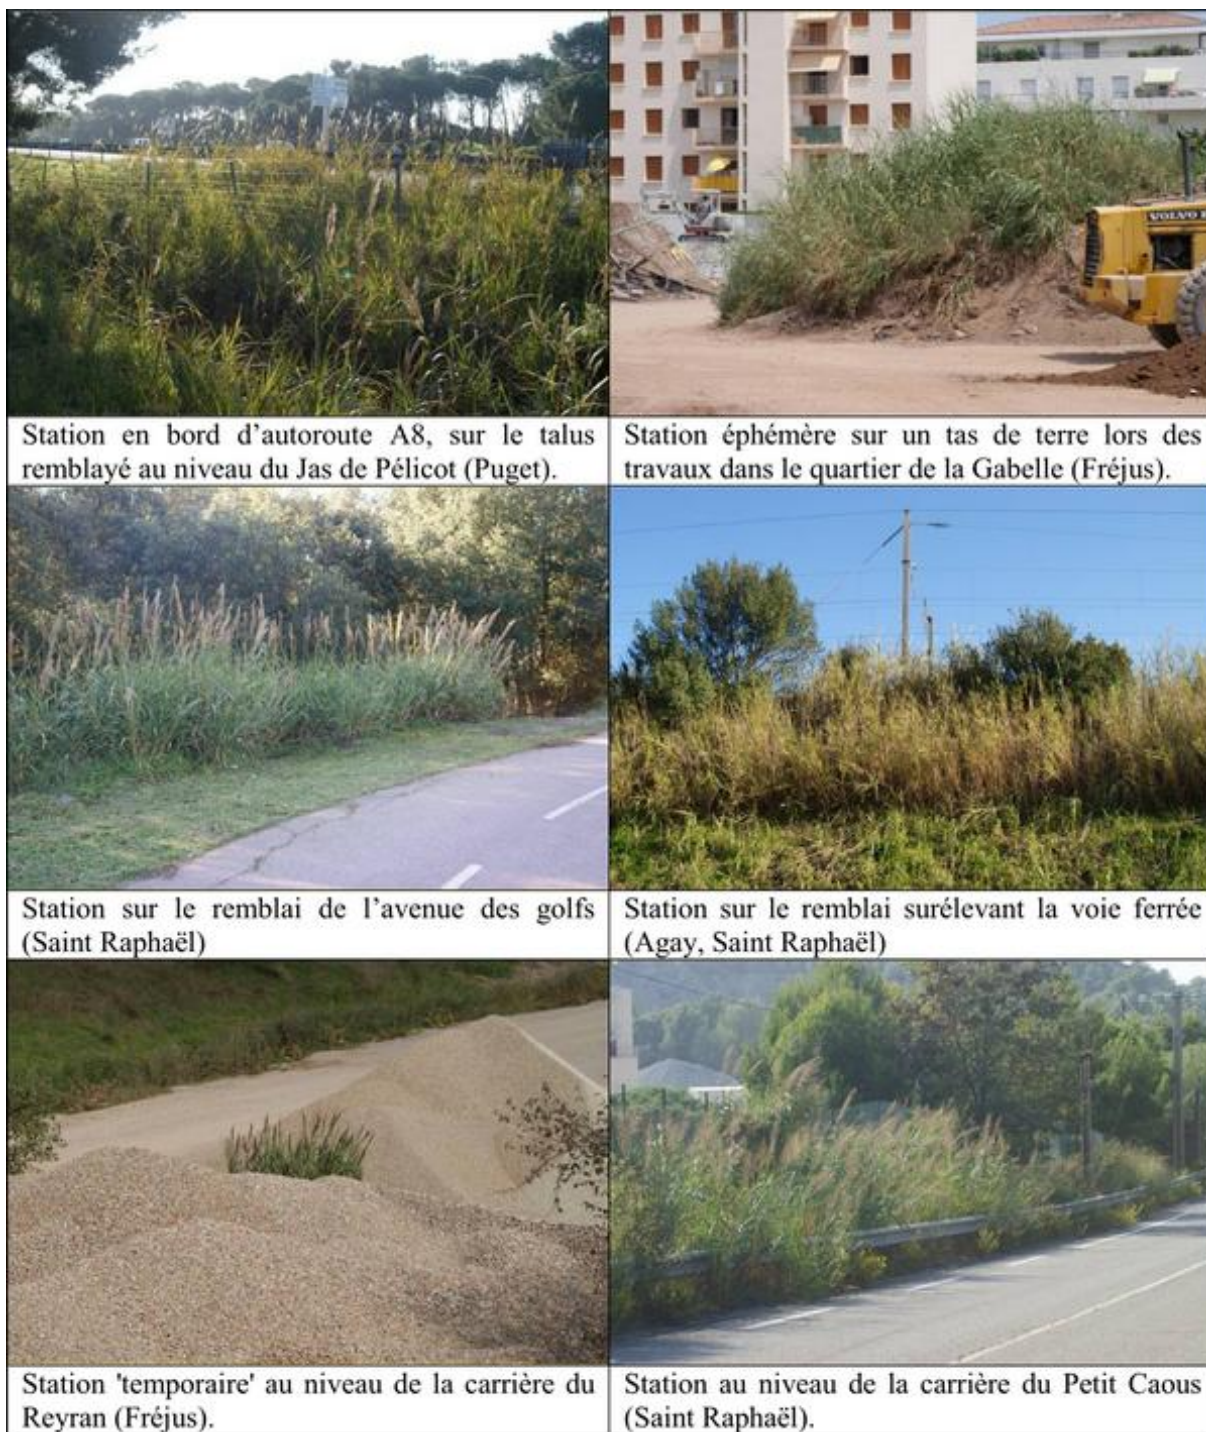 VOLVO
Station en bord d'autoroute A8, sur le talus
remblayé au niveau du Jas de Pélicot (Puget).
Station éphémère sur un tas de terre lors des
travaux dans le quartier de la Gabelle (Fréjus).
Station sur le remblai de l'avenue des golfs
(Saint Raphaël)
Station sur le remblai surélevant la voie ferrée
(Agay, Saint Raphaël)
Station 'temporaire' au niveau de la carrière du
Reyran (Fréjus).
Station au niveau de la carrière du Petit Caous
(Saint Raphaël).